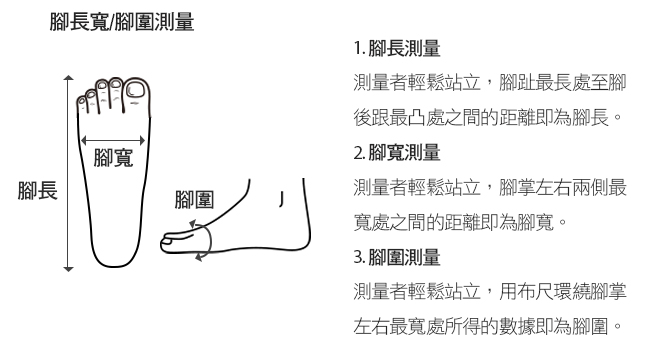 腳長寬/腳圍測量
腳寬
腳長
腳圍
1. 腳長測量
測量者輕鬆站立，腳趾最長處至腳
後跟最凸處之間的距離即為腳長。
2. 腳寬測量
測量者輕鬆站立，腳掌左右兩側最
寬處之間的距離即為腳寬。
3. 腳圍測量
測量者輕鬆站立，用布尺環繞腳掌
左右最寬處所得的數據即為腳圍。